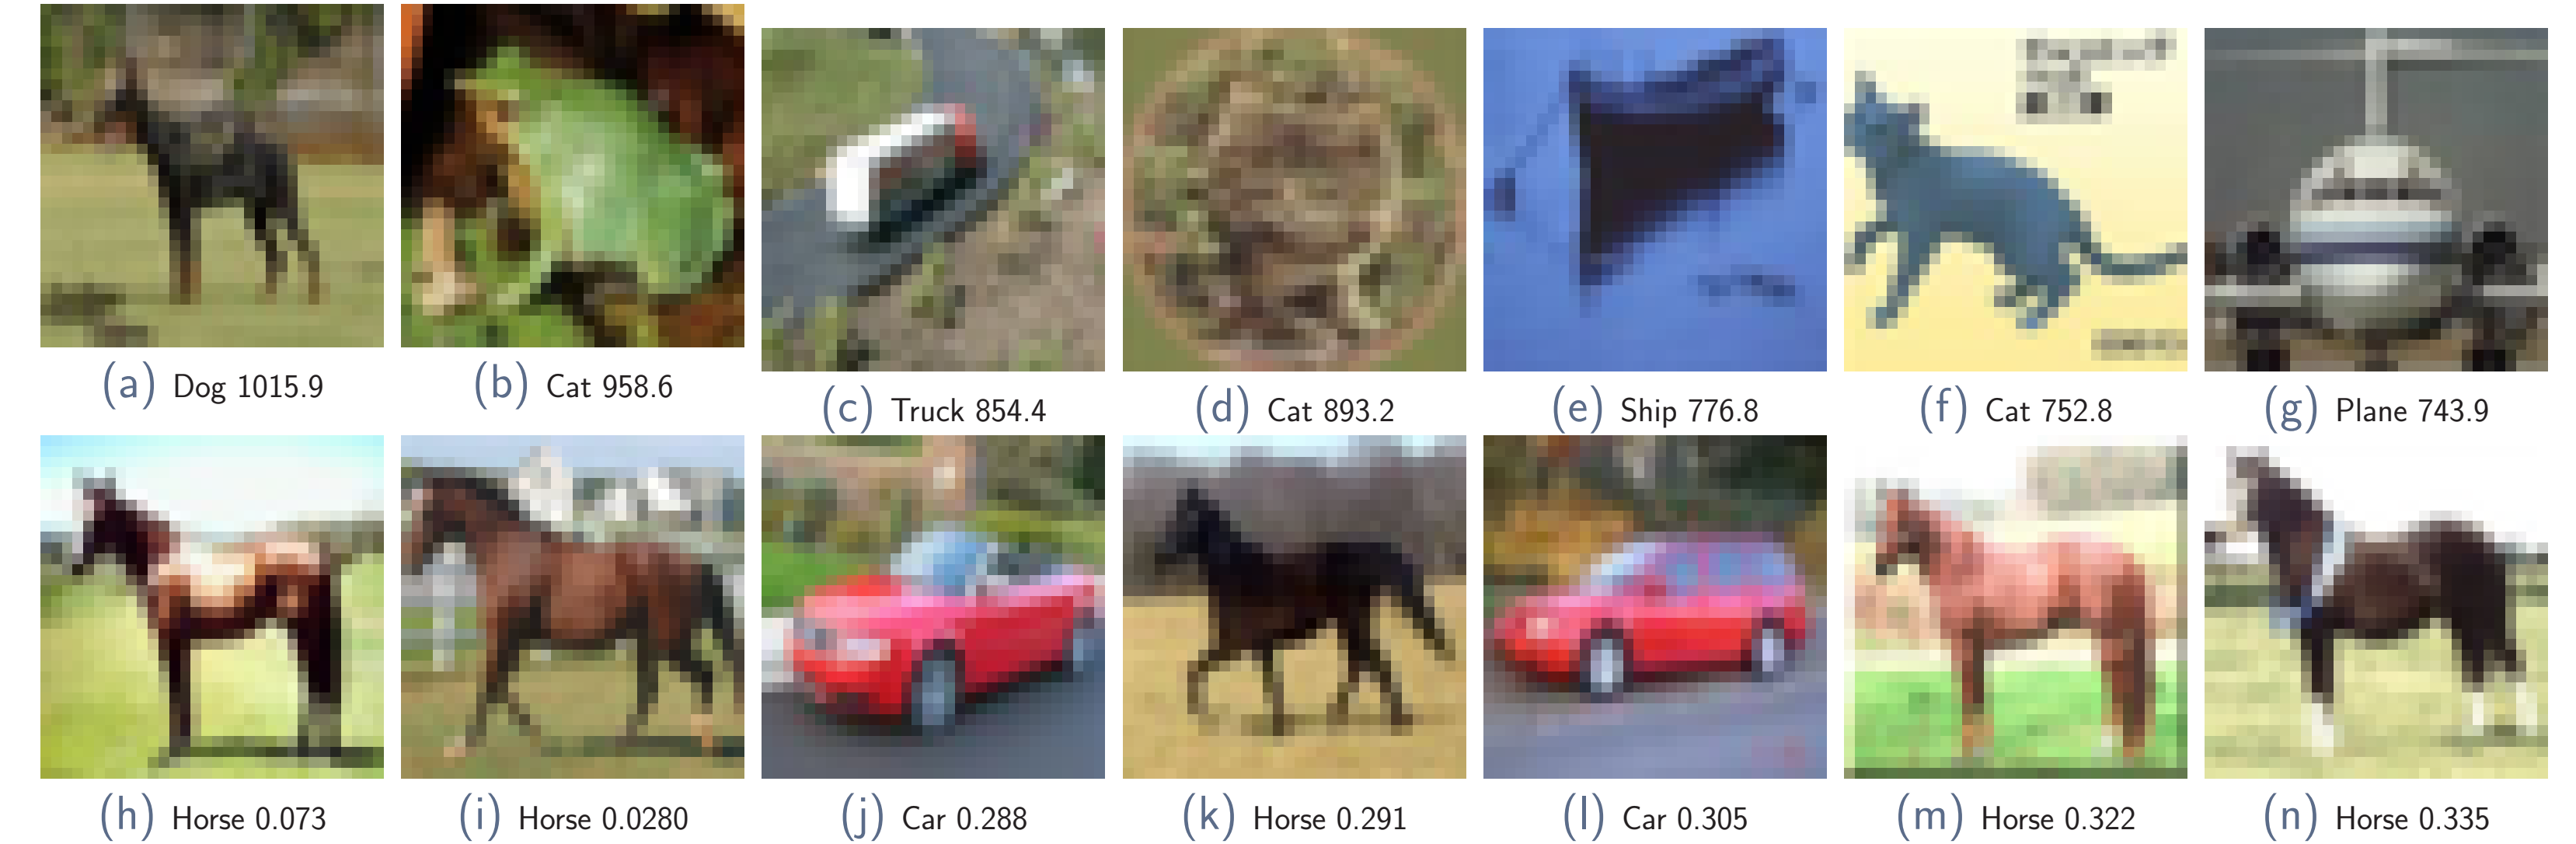 (a) Dog 1015.9
(b) Cat 958.6
(c) Truck 854.4
(d) Cat 893.2
(e) Ship 776.8
(f) Cat 752.8
(g) Plane 743.9
(h) Horse 0.073
(i) Horse 0.0280
(j) Car 0.288
(k) Horse 0.291
(l) Car 0.305
(m) Horse 0.322
(n) Horse 0.335